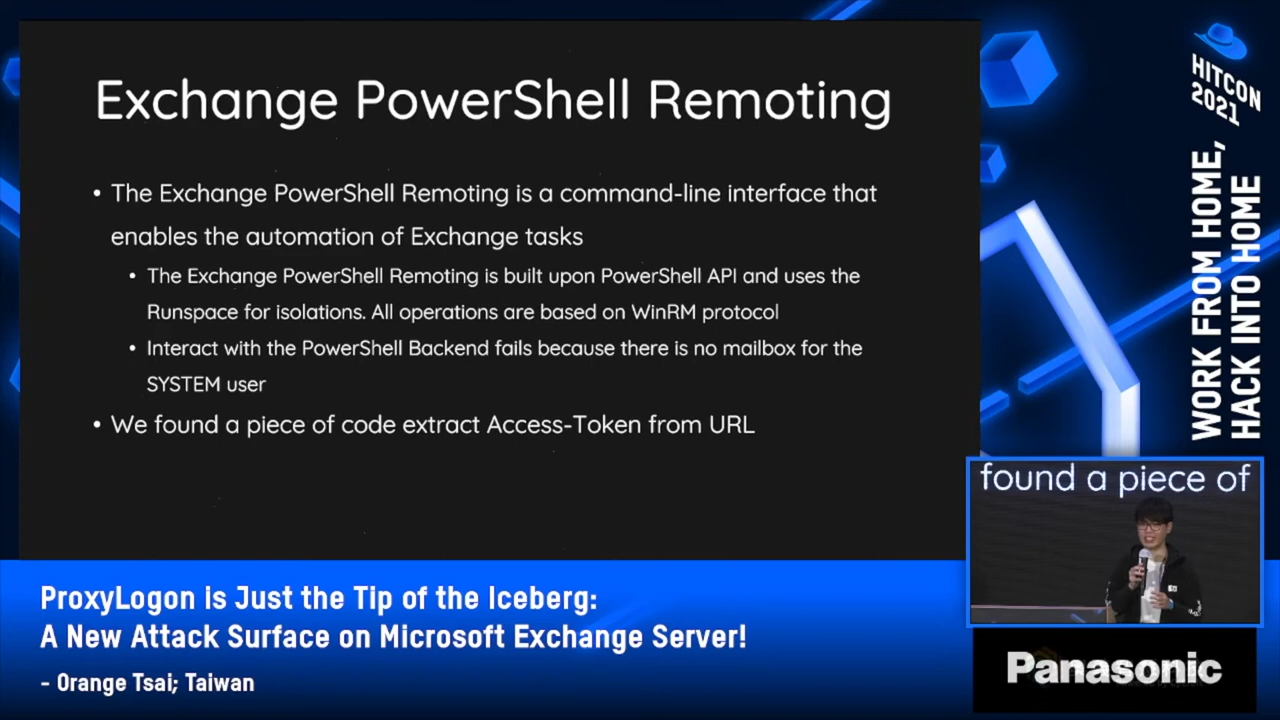 Exchange PowerShell Remoting
• The Exchange PowerShell Remoting is a command-line interface that
enables the automation of Exchange tasks
• The Exchange PowerShell Remoting is built upon PowerShell API and uses the
Runspace for isolations. All operations are based on WinRM protocol
• Interact with the PowerShell Backend fails because there is no mailbox for the
SYSTEM user
• We found a piece of code extract Access-Token from URL
HITCON
2021
WORK FROM HOME,
HACK INTO HOME
found a piece of
ProxyLogon is Just the Tip of the Iceberg:
A New Attack Surface on Microsoft Exchange Server!
- Orange Tsai; Taiwan
Panasonic